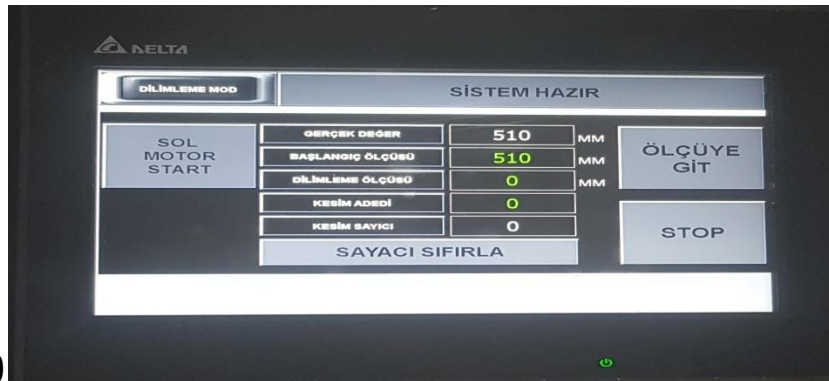 DELTA
DİLİMLEME MOD
SİSTEM HAZIR
SOL
MOTOR
START
GERÇEK DEĞER 510 MM
BAŞLANGIÇ ÖLÇÜSÜ 510 MM
DİLİMLEME ÖLÇÜSÜ 0 MM
KESİM ADEDİ 0
KESİM SAYICI 0
SAYACI SIFIRLA
ÖLÇÜYE
GİT
STOP
)